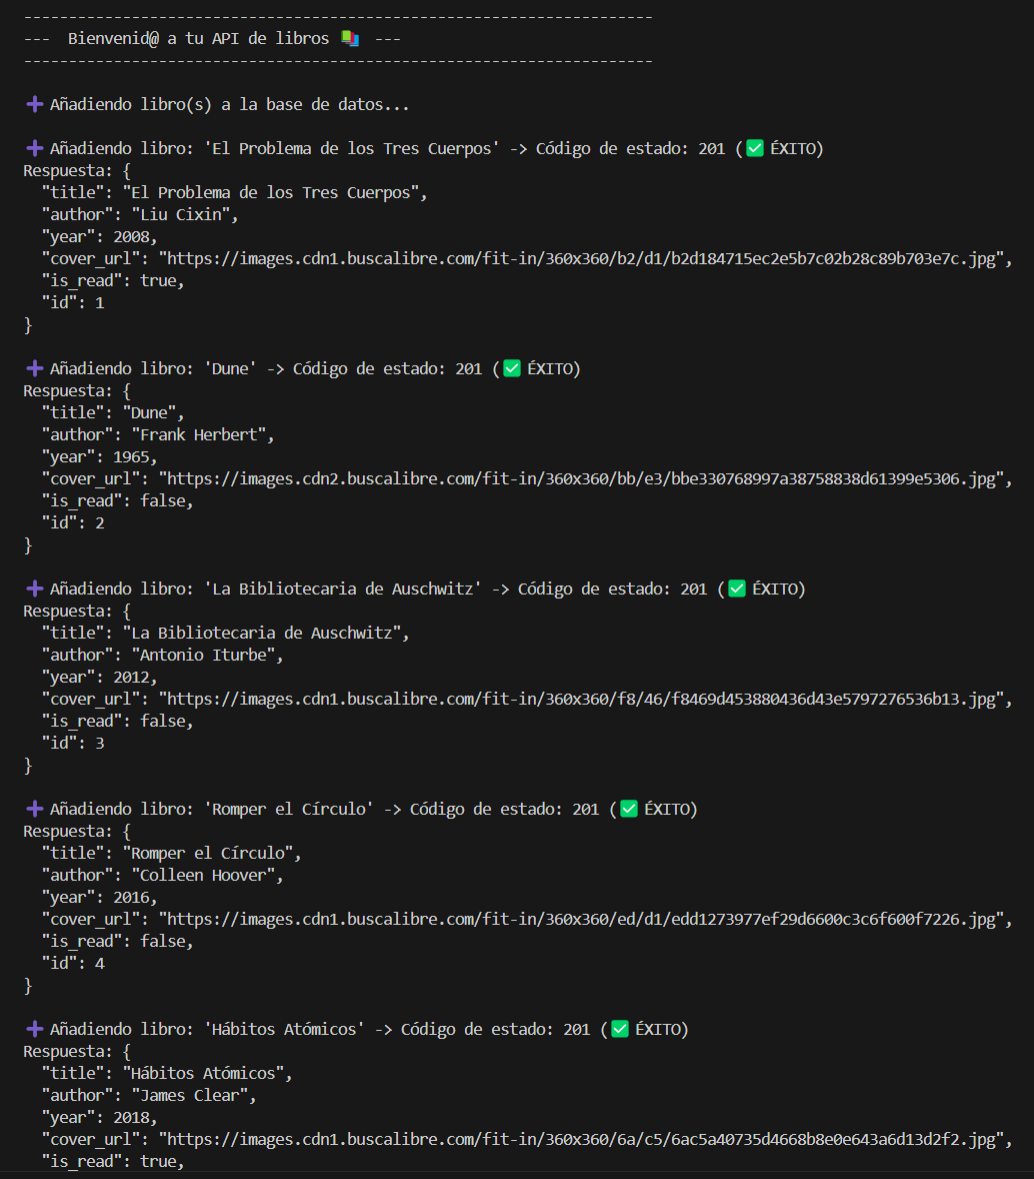 ----------------------------------------------------------------------
---  Bienvenid@ a tu API de libros 📚 ---
----------------------------------------------------------------------
➕ Añadiendo libro(s) a la base de datos...
➕ Añadiendo libro: 'El Problema de los Tres Cuerpos' -> Código de estado: 201 (✅ ÉXITO)
Respuesta: {
  "title": "El Problema de los Tres Cuerpos",
  "author": "Liu Cixin",
  "year": 2008,
  "cover_url": "https://images.cdn1.buscalibre.com/fit-in/360x360/b2/d1/b2d184715ec2e5b7c02b28c89b703e7c.jpg",
  "is_read": true,
  "id": 1
}
➕ Añadiendo libro: 'Dune' -> Código de estado: 201 (✅ ÉXITO)
Respuesta: {
  "title": "Dune",
  "author": "Frank Herbert",
  "year": 1965,
  "cover_url": "https://images.cdn2.buscalibre.com/fit-in/360x360/bb/e3/bbe330768997a38758838d61399e5306.jpg",
  "is_read": false,
  "id": 2
}
➕ Añadiendo libro: 'La Bibliotecaria de Auschwitz' -> Código de estado: 201 (✅ ÉXITO)
Respuesta: {
  "title": "La Bibliotecaria de Auschwitz",
  "author": "Antonio Iturbe",
  "year": 2012,
  "cover_url": "https://images.cdn1.buscalibre.com/fit-in/360x360/f8/46/f8469d453880436d43e5797276536b13.jpg",
  "is_read": false,
  "id": 3
}
➕ Añadiendo libro: 'Romper el Círculo' -> Código de estado: 201 (✅ ÉXITO)
Respuesta: {
  "title": "Romper el Círculo",
  "author": "Colleen Hoover",
  "year": 2016,
  "cover_url": "https://images.cdn1.buscalibre.com/fit-in/360x360/ed/d1/edd1273977ef29d6600c3c6f600f7226.jpg",
  "is_read": false,
  "id": 4
}
➕ Añadiendo libro: 'Hábitos Atómicos' -> Código de estado: 201 (✅ ÉXITO)
Respuesta: {
  "title": "Hábitos Atómicos",
  "author": "James Clear",
  "year": 2018,
  "cover_url": "https://images.cdn1.buscalibre.com/fit-in/360x360/6a/c5/6ac5a40735d4668b8e0e643a6d13d2f2.jpg",
  "is_read": true,